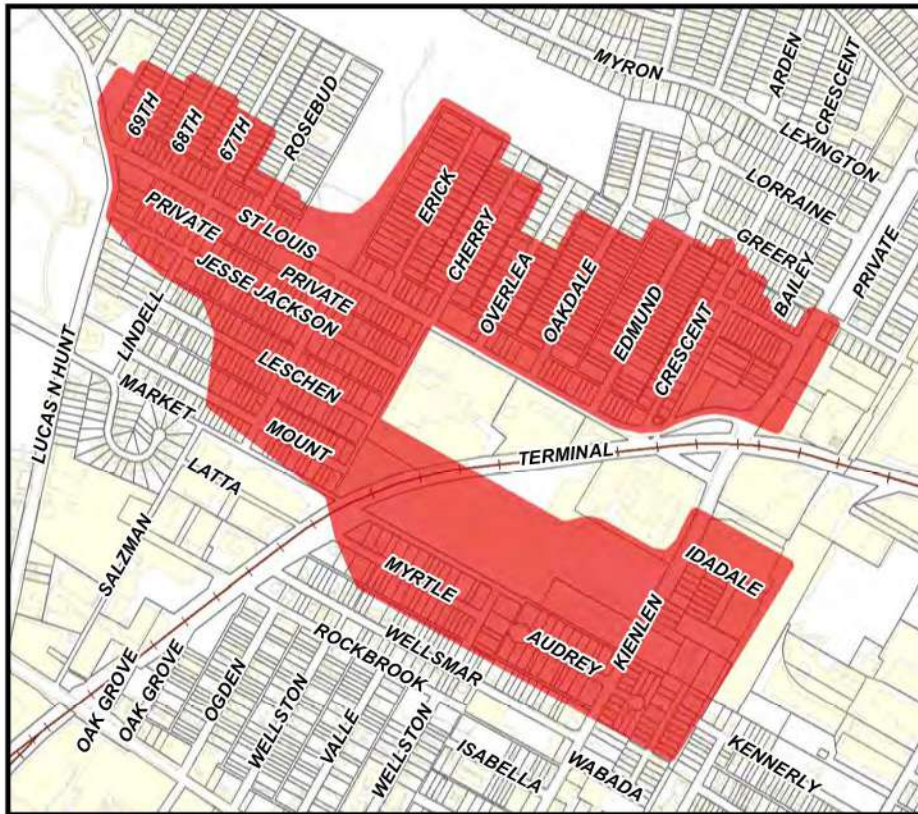 MYRON
ARDEN
CRESCENT
LEXINGTON
69TH
68TH
67TH
ROSEBUD
LORRAINE
GREERY
BAILEY
PRIVATE
ERICK
CHERRY
OVERLEA
OAKDALE
EDMUND
CRESCENT
PRIVATE
ST LOUIS
PRIVATE
JESSE JACKSON
LINDELL
LESCHEN
LUCAS N HUNT
MARKET
MOUNT
LATTA
TERMINAL
SALZMAN
MYRTLE
IDADALE
AUDREY
KIENLEN
WELLSMAR
ROCKBROOK
OAK GROVE
OAK GROVE
OGDEN
WELLSTON
VALLE
WELLSTON
ISABELLA
WABADA
KENNERLY